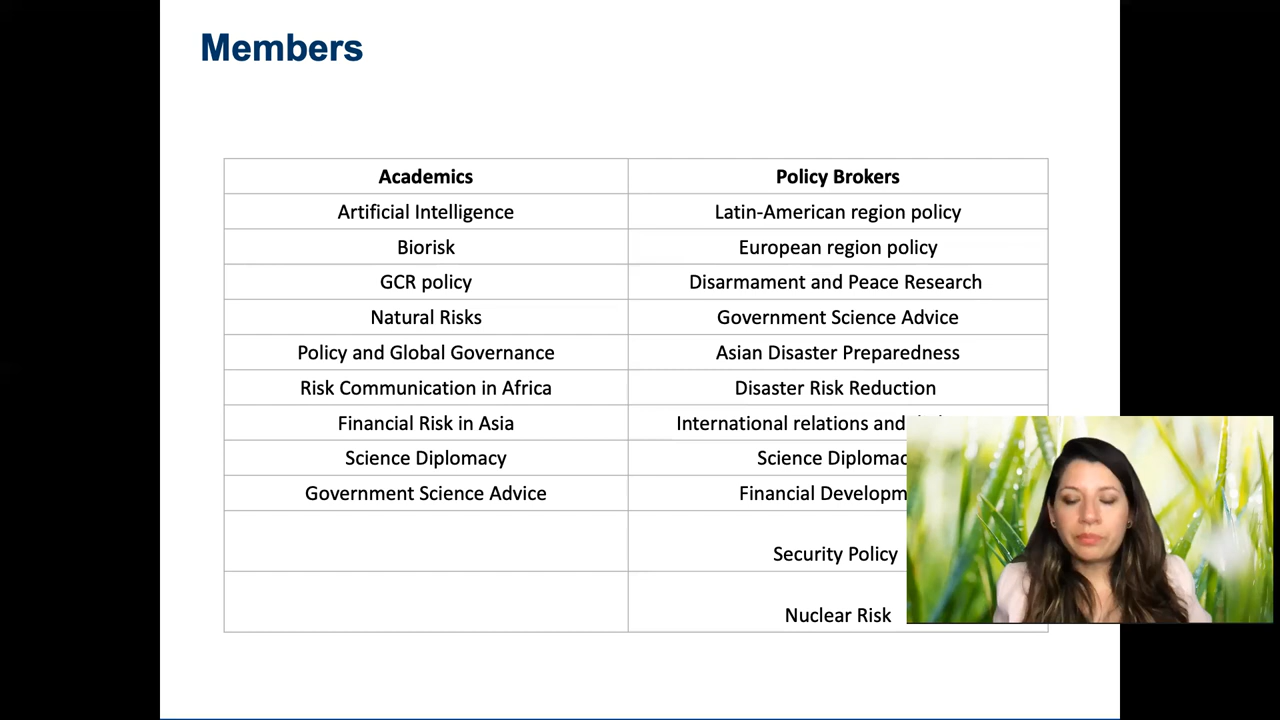 Members
Academics Policy Brokers
Artificial Intelligence Latin-American region policy
Biorisk European region policy
GCR policy Disarmament and Peace Research
Natural Risks Government Science Advice
Policy and Global Governance Asian Disaster Preparedness
Risk Communication in Africa Disaster Risk Reduction
Financial Risk in Asia International relations and
Science Diplomacy Science
Government Science Advice Financial
Security Policy
Nuclear Risk